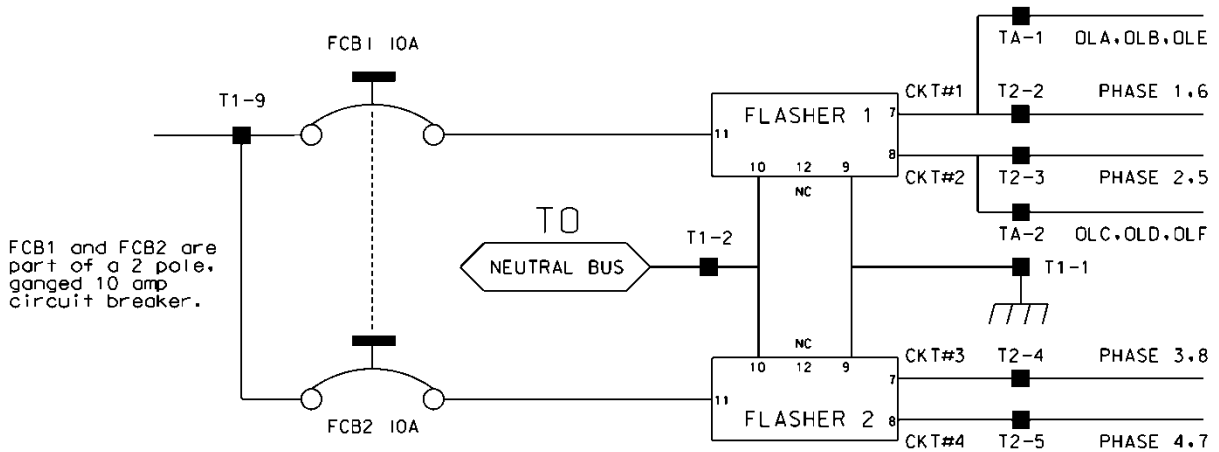 FCB1 10A
TA-1 OLA,OLB,OLE
T1-9
CKT#1 T2-2 PHASE 1,6
FLASHER 1
7
11
8
10 12 9
NC
CKT#2 T2-3 PHASE 2,5
TO
TA-2 OLC,OLD,OLF
T1-2
NEUTRAL BUS
T1-1
FCB1 and FCB2 are
part of a 2 pole,
ganged 10 amp
circuit breaker.
NC
10 12 9
CKT#3 T2-4 PHASE 3,8
7
11
FLASHER 2
8
FCB2 10A
CKT#4 T2-5 PHASE 4,7